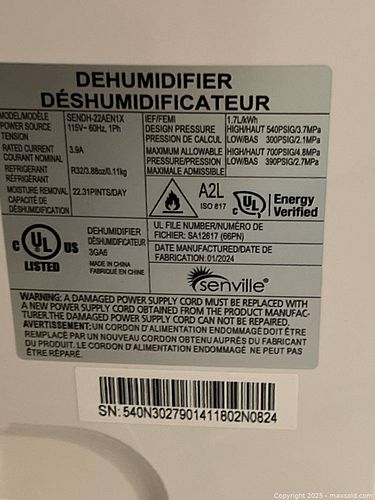 DEHUMIDIFIER
DÉSHUMIDIFICATEUR
MODEL/MODÈLE SENDH-22AEN1X
POWER SOURCE 115V~ 60Hz, 1Ph
TENSION
RATED CURRENT 3.9A
COURANT NOMINAL
REFRIGERANT R32/3.88oz/0.11kg
RÉFRIGÉRANT
MOISTURE REMOVAL 22.31PINTS/DAY
CAPACITÉ DE
DÉSHUMIDIFICATION
IEF/FEMI 1.7L/kWh
DESIGN PRESSURE HIGH/HAUT 540PSIG/3.7MPa
PRESSION DE CALCUL LOW/BAS 300PSIG/2.1MPa
MAXIMUM ALLOWABLE HIGH/HAUT 700PSIG/4.8MPa
PRESSURE/PRESSION LOW/BAS 390PSIG/2.7MPa
MAXIMALE ADMISSIBLE
A2L
ISO 817
C UL
Energy
Verified
UL FILE NUMBER/NUMÉRO DE
FICHIER: SA12617 (66PN)
DATE MANUFACTURED/DATE DE
FABRICATION: 01/2024
C UL US
LISTED
DEHUMIDIFIER
DÉSHUMIDIFICATEUR
3GA6
MADE IN CHINA
FABRIQUÉ EN CHINE
senville®
WARNING: A DAMAGED POWER SUPPLY CORD MUST BE REPLACED WITH
A NEW POWER SUPPLY CORD OBTAINED FROM THE PRODUCT MANUFAC-
TURER.THE DAMAGED POWER SUPPLY CORD CAN NOT BE REPAIRED.
AVERTISSEMENT: UN CORDON D'ALIMENTATION ENDOMMAGÉ DOIT ÊTRE
REMPLACÉ PAR UN NOUVEAU CORDON OBTENU AUPRÈS DU FABRICANT
DU PRODUIT. LE CORDON D'ALIMENTATION ENDOMMAGÉ NE PEUT PAS
ÊTRE RÉPARÉ.
SN: 540N3027901411802N0824
Copyright 2025 - maxsold.com